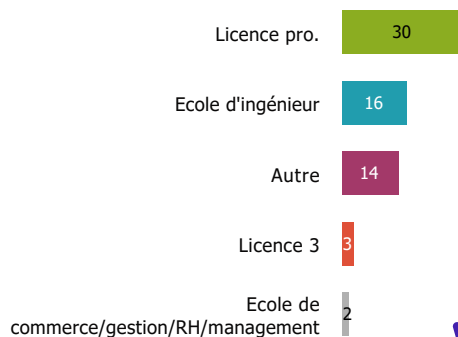 Licence pro. 30
Ecole d'ingénieur 16
Autre 14
Licence 3 3
Ecole de
commerce/gestion/RH/management 2